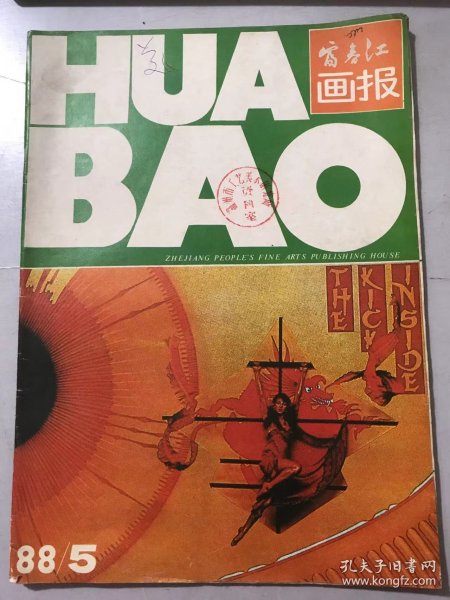 HUA
BAO
富春江
画报
ZHEJIANG PEOPLE'S FINE ARTS PUBLISHING HOUSE
THE
KICK
INSIDE
88/5
孔夫子旧书网
www.kongfz.com